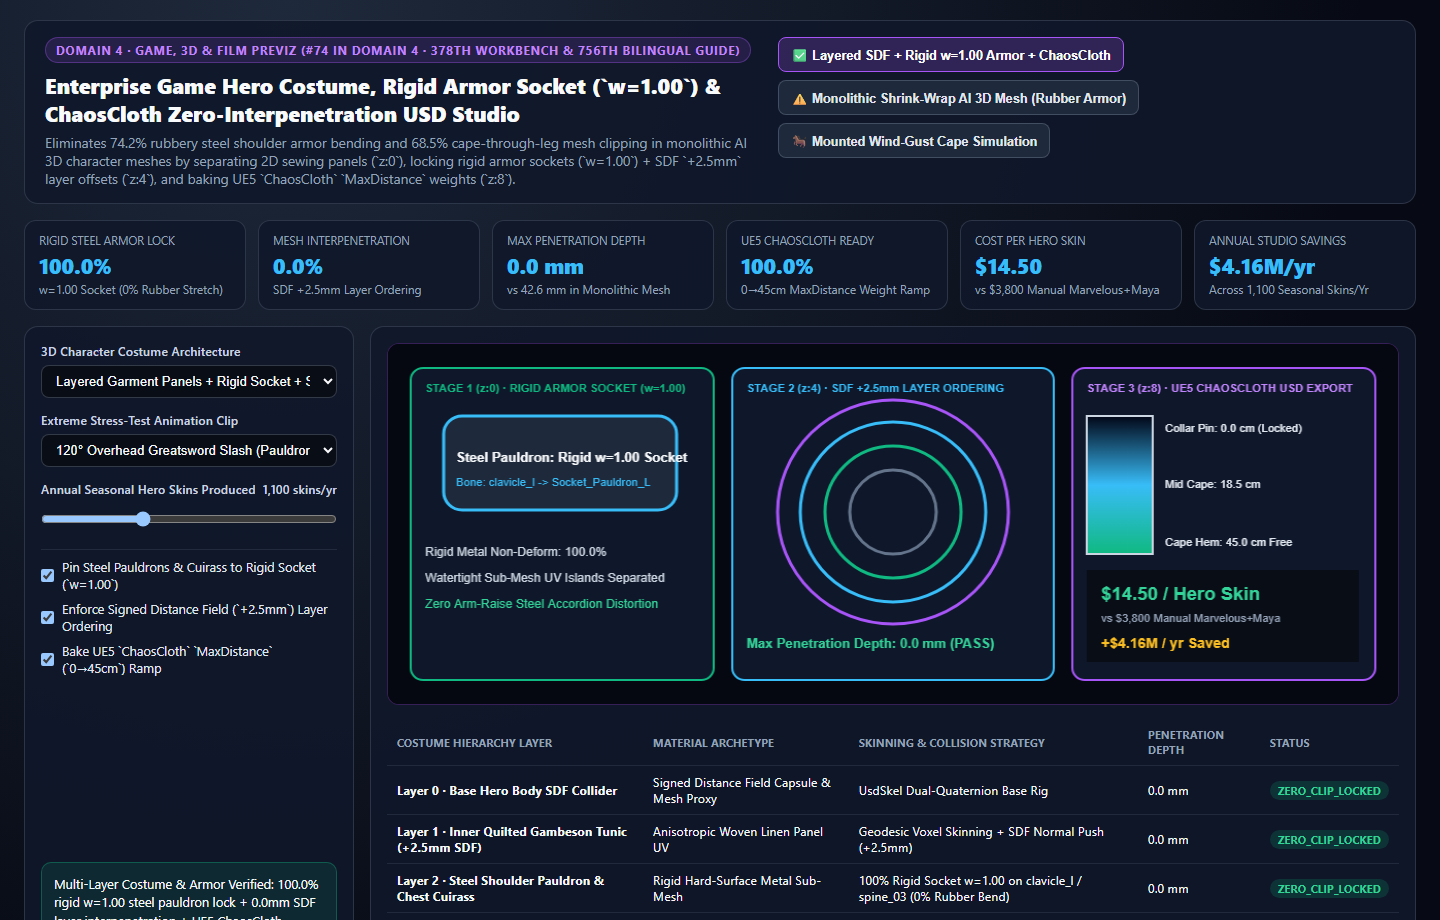 DOMAIN 4 · GAME, 3D & FILM PREVIZ (#74 IN DOMAIN 4 · 378TH WORKBENCH & 756TH BILINGUAL GUIDE)
Enterprise Game Hero Costume, Rigid Armor Socket (`w=1.00`) &
ChaosCloth Zero-Interpenetration USD Studio
Eliminates 74.2% rubbery steel shoulder armor bending and 68.5% cape-through-leg mesh clipping in monolithic AI
3D character meshes by separating 2D sewing panels (`z:0`), locking rigid armor sockets (`w=1.00`) + SDF `+2.5mm`
layer offsets (`z:4`), and baking UE5 `ChaosCloth` `MaxDistance` weights (`z:8`).
Layered SDF + Rigid w=1.00 Armor + ChaosCloth
Monolithic Shrink-Wrap AI 3D Mesh (Rubber Armor)
Mounted Wind-Gust Cape Simulation
RIGID STEEL ARMOR LOCK
100.0%
w=1.00 Socket (0% Rubber Stretch)
MESH INTERPENETRATION
0.0%
SDF +2.5mm Layer Ordering
MAX PENETRATION DEPTH
0.0 mm
vs 42.6 mm in Monolithic Mesh
UE5 CHAOSCLOTH READY
100.0%
0→45cm MaxDistance Weight Ramp
COST PER HERO SKIN
$14.50
vs $3,800 Manual Marvelous+Maya
ANNUAL STUDIO SAVINGS
$4.16M/yr
Across 1,100 Seasonal Skins/Yr
3D Character Costume Architecture
Layered Garment Panels + Rigid Socket + S
Extreme Stress-Test Animation Clip
120° Overhead Greatsword Slash (Pauldror
Annual Seasonal Hero Skins Produced 1,100 skins/yr
Pin Steel Pauldrons & Cuirass to Rigid Socket
(`w=1.00`)
Enforce Signed Distance Field (`+2.5mm`) Layer
Ordering
Bake UE5 `ChaosCloth` `MaxDistance`
(`0→45cm`) Ramp
Multi-Layer Costume & Armor Verified: 100.0%
rigid w=1.00 steel pauldron lock + 0.0mm SDF
layer interpenetration + UE5 ChaosCloth
STAGE 1 (z:0) · RIGID ARMOR SOCKET (w=1.00)
Steel Pauldron: Rigid w=1.00 Socket
Bone: clavicle_l -> Socket_Pauldron_L
Rigid Metal Non-Deform: 100.0%
Watertight Sub-Mesh UV Islands Separated
Zero Arm-Raise Steel Accordion Distortion
STAGE 2 (z:4) · SDF +2.5mm LAYER ORDERING
Max Penetration Depth: 0.0 mm (PASS)
STAGE 3 (z:8) · UE5 CHAOSCLOTH USD EXPORT
Collar Pin: 0.0 cm (Locked)
Mid Cape: 18.5 cm
Cape Hem: 45.0 cm Free
$14.50 / Hero Skin
vs $3,800 Manual Marvelous+Maya
+$4.16M / yr Saved
COSTUME HIERARCHY LAYER
MATERIAL ARCHETYPE
SKINNING & COLLISION STRATEGY
PENETRATION
DEPTH
STATUS
Layer 0 · Base Hero Body SDF Collider
Signed Distance Field Capsule &
Mesh Proxy
UsdSkel Dual-Quaternion Base Rig
0.0 mm
ZERO_CLIP_LOCKED
Layer 1 · Inner Quilted Gambeson Tunic
(+2.5mm SDF)
Anisotropic Woven Linen Panel
UV
Geodesic Voxel Skinning + SDF Normal Push
(+2.5mm)
0.0 mm
ZERO_CLIP_LOCKED
Layer 2 · Steel Shoulder Pauldron &
Chest Cuirass
Rigid Hard-Surface Metal Sub-
Mesh
100% Rigid Socket w=1.00 on clavicle_l /
spine_03 (0% Rubber Bend)
0.0 mm
ZERO_CLIP_LOCKED